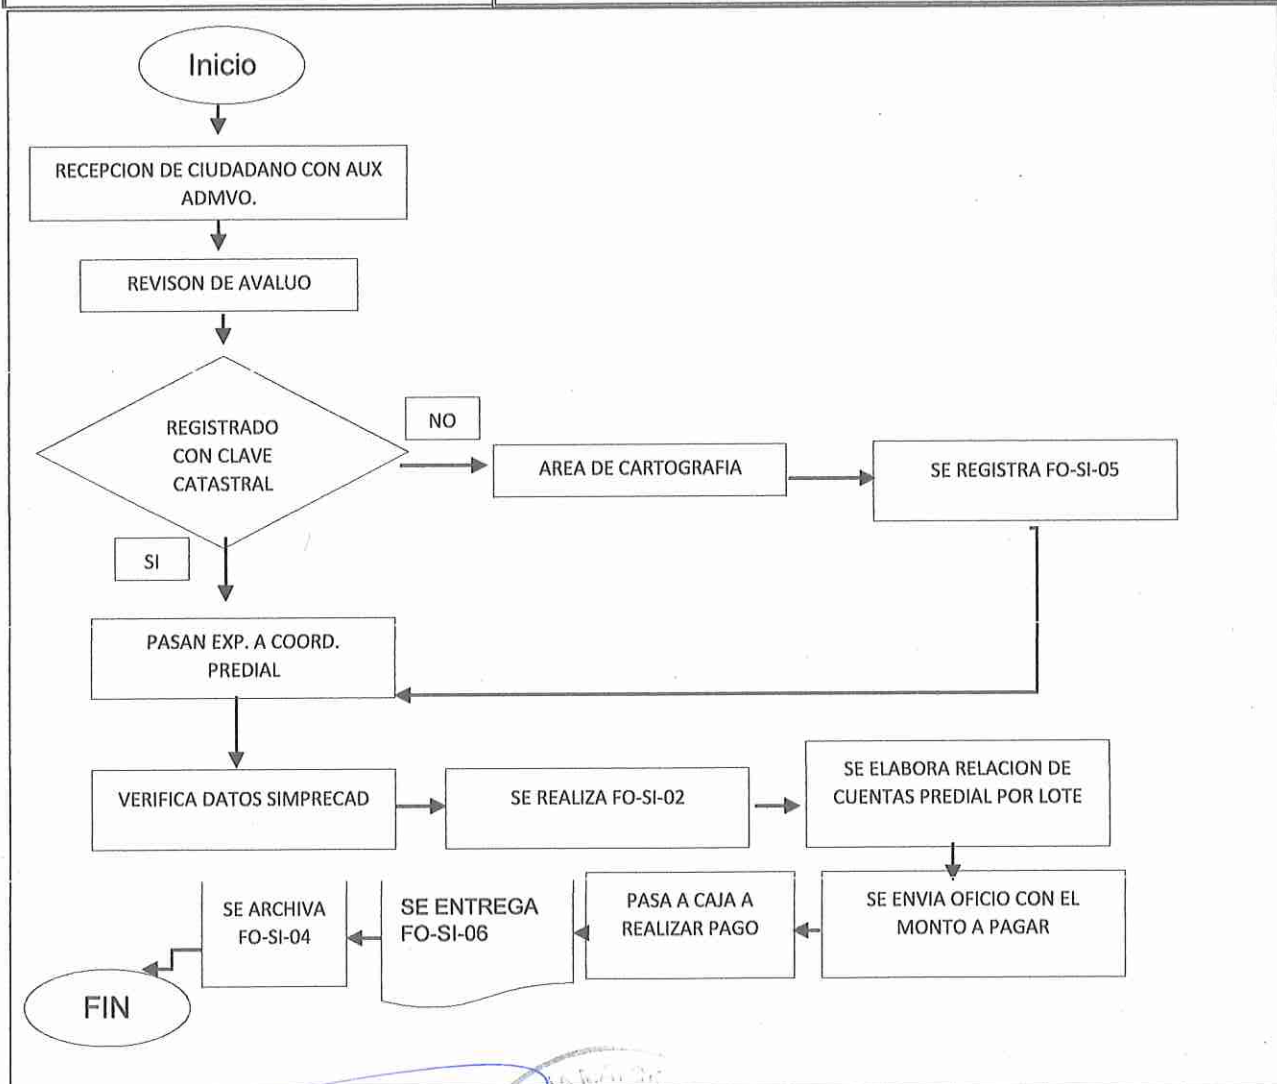 Inicio
RECEPCION DE CIUDADANO CON AUX
ADMVO.
REVISON DE AVALUO
REGISTRADO
CON CLAVE
CATASTRAL
NO
AREA DE CARTOGRAFIA
SE REGISTRA FO-SI-05
SI
PASAN EXP. A COORD.
PREDIAL
VERIFICA DATOS SIMPRECAD
SE REALIZA FO-SI-02
SE ELABORA RELACION DE
CUENTAS PREDIAL POR LOTE
SE ENVIA OFICIO CON EL
MONTO A PAGAR
PASA A CAJA A
REALIZAR PAGO
SE ENTREGA
FO-SI-06
SE ARCHIVA
FO-SI-04
FIN